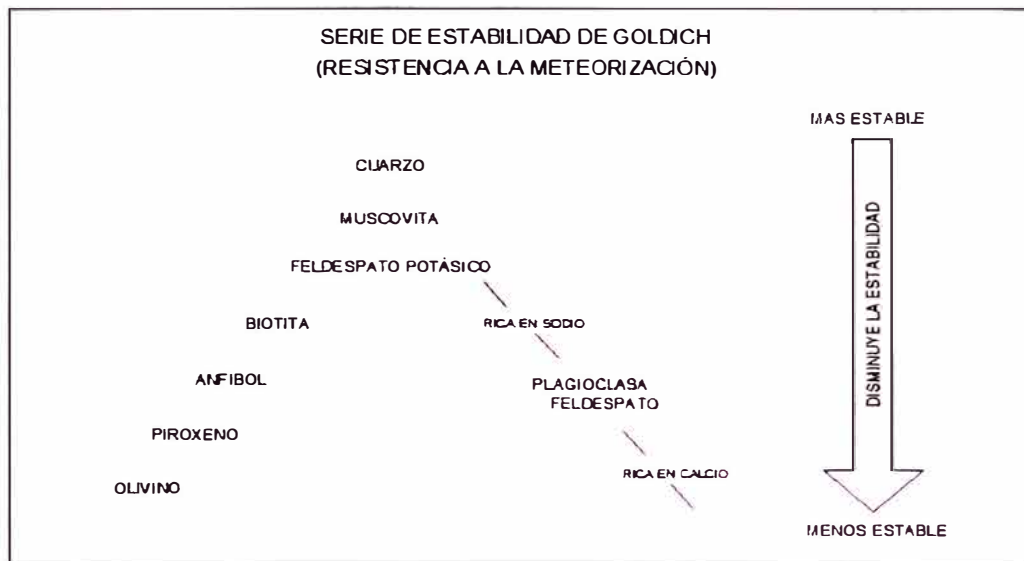 SERIE DE ESTABILIDAD DE GOLDICH
(RESISTENCIA A LA METEORIZACIÓN)
MAS ESTABLE
CUARZO
MUSCOVITA
FELDESPATO POTÁSICO
BIOTITA
RICA EN SODIO
ANFIBOL
PLAGIOCLASA
FELDESPATO
PIROXENO
RICA EN CALCIO
OLIVINO
DISMINUYE LA ESTABILIDAD
MENOS ESTABLE